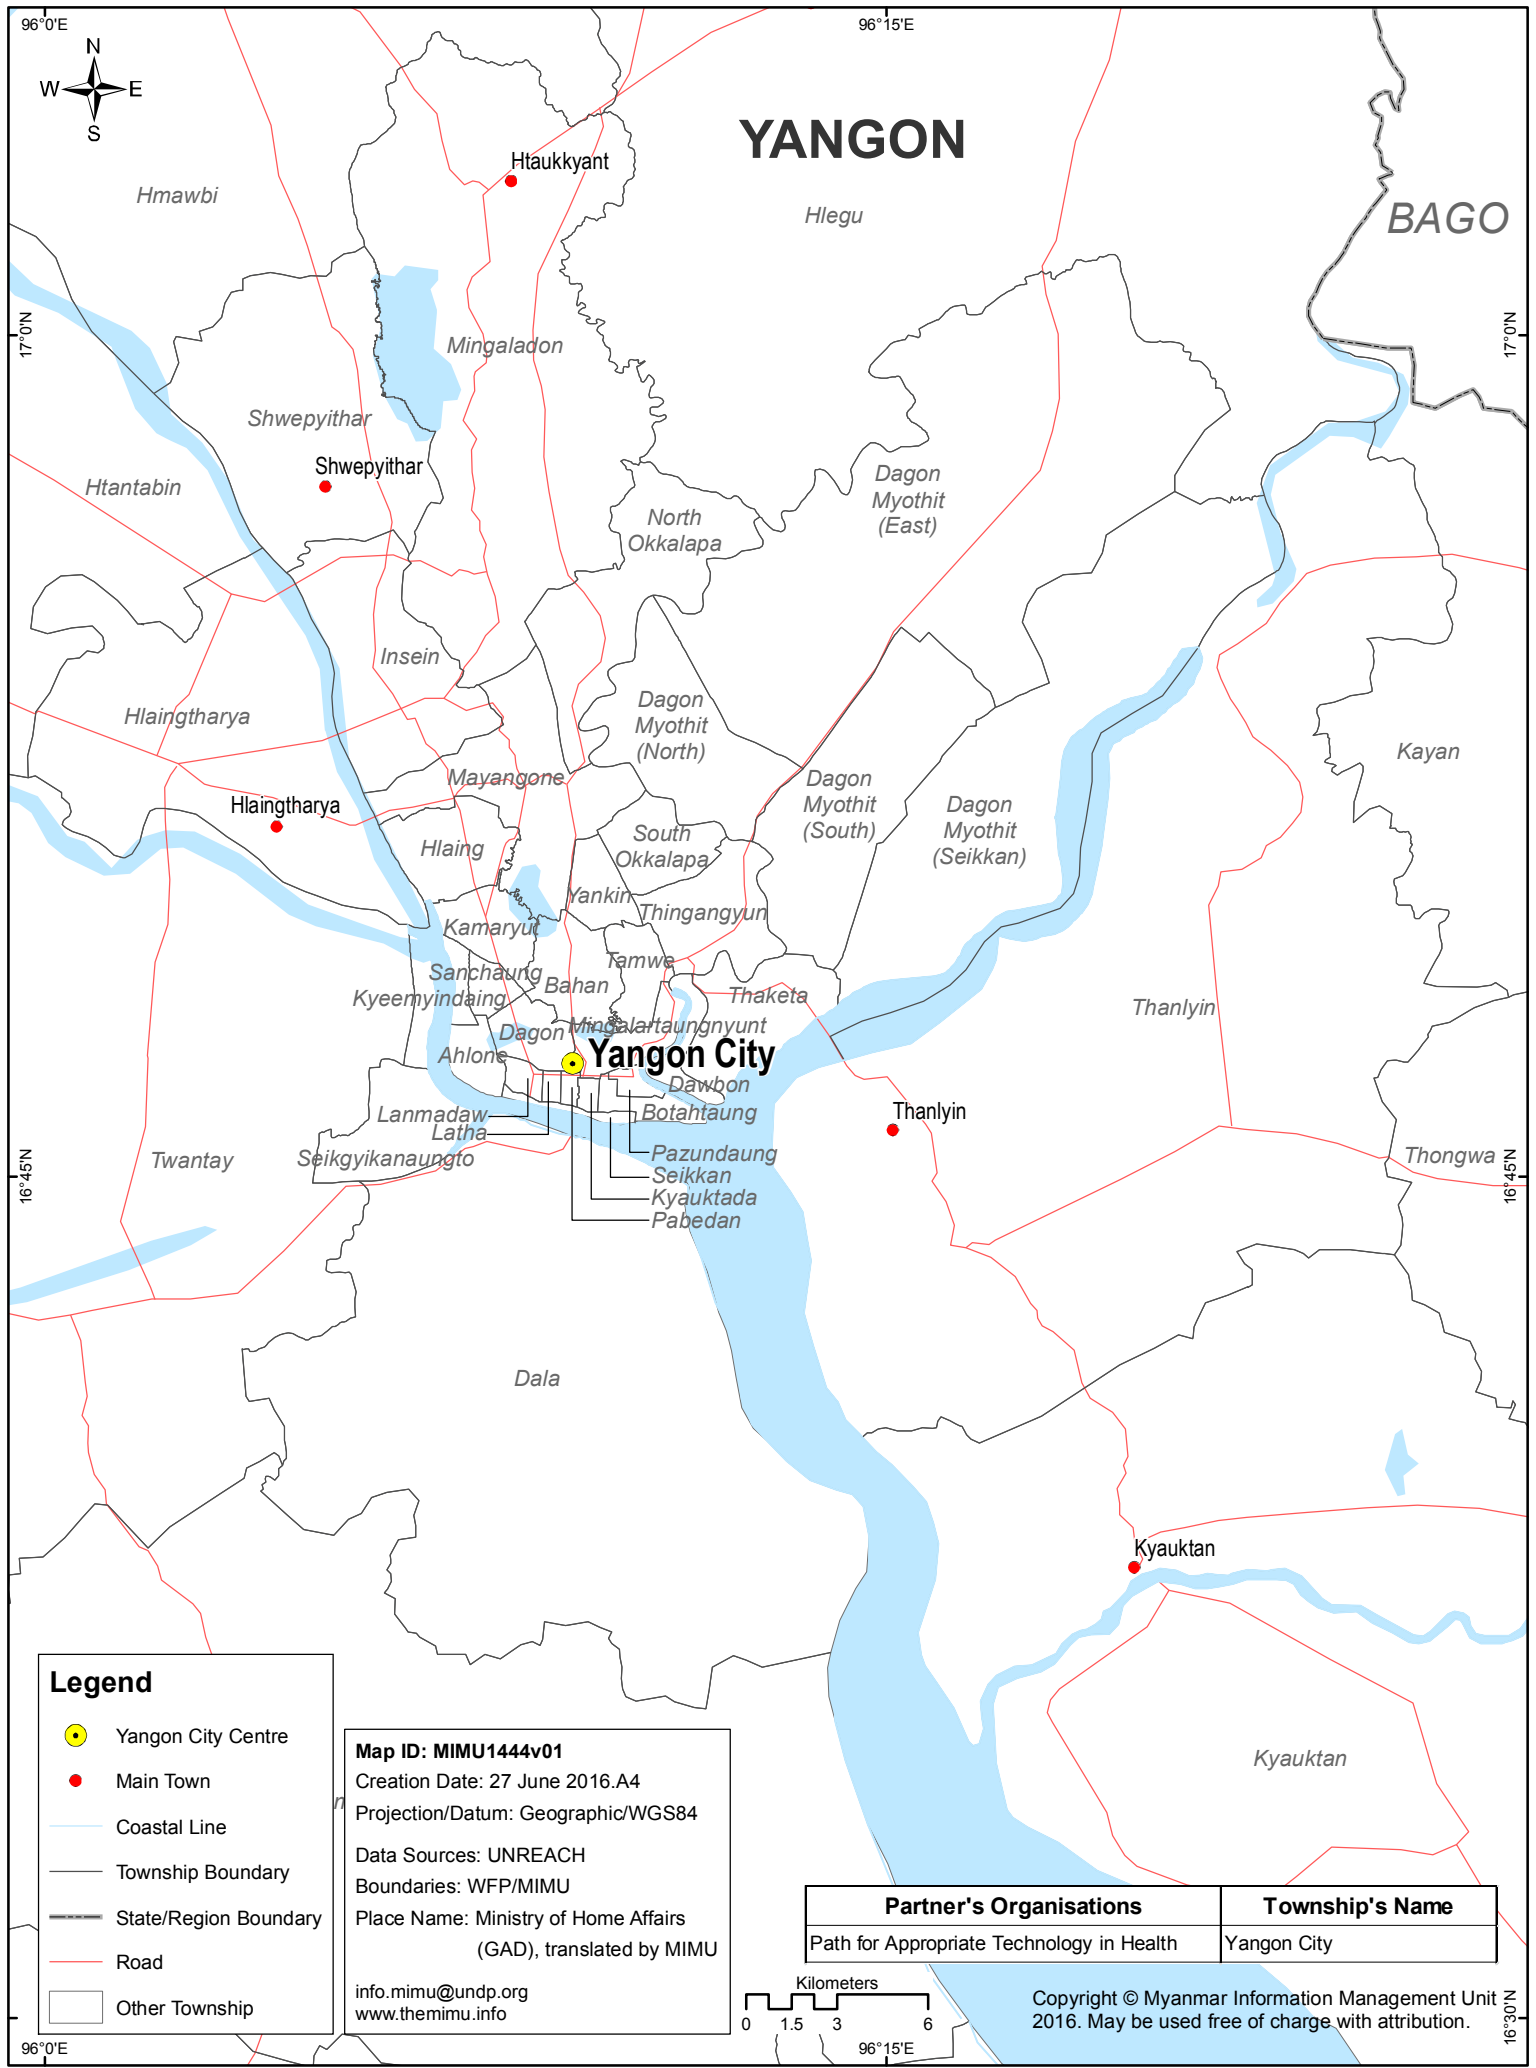 96°0'E
96°15'E
N
W
E
S
YANGON
Htaukkyant
Hmawbi
Hlegu
BAGO
17°0'N
17°0'N
Mingaladon
Shwepyithar
Shwepyithar
Htantabin
Dagon
Myothit
(East)
North
Okkalapa
Insein
Hlaingtharya
Dagon
Myothit
(North)
Kayan
Mayangone
Dagon
Myothit
(South)
Dagon
Myothit
(Seikkan)
Hlaingtharya
Hlaing
South
Okkalapa
Yankin
Thingangyun
Kamaryut
Tamwe
Sanchaung
Bahan
Kyeemyindaing
Thaketa
Thanlyin
Dagon
Mingalartaungnyunt
Ahlone
Yangon City
Dawbon
Lanmadaw
Botahtaung
Thanlyin
Latha
Seikgyikanaungto
Pazundaung
Twantay
Thongwa
Seikkan
Kyauktada
Pabedan
16°45'N
16°45'N
Dala
Kyauktan
Kyauktan
Legend
Yangon City Centre
Main Town
Coastal Line
Township Boundary
State/Region Boundary
Road
Other Township
Map ID: MIMU1444v01
Creation Date: 27 June 2016.A4
Projection/Datum: Geographic/WGS84
Data Sources: UNREACH
Boundaries: WFP/MIMU
Place Name: Ministry of Home Affairs
(GAD), translated by MIMU
info.mimu@undp.org
www.themimu.info
Partner's Organisations Township's Name
Path for Appropriate Technology in Health Yangon City
Kilometers
0 1.5 3 6
Copyright © Myanmar Information Management Unit
2016. May be used free of charge with attribution.
16°30'N
96°0'E
96°15'E